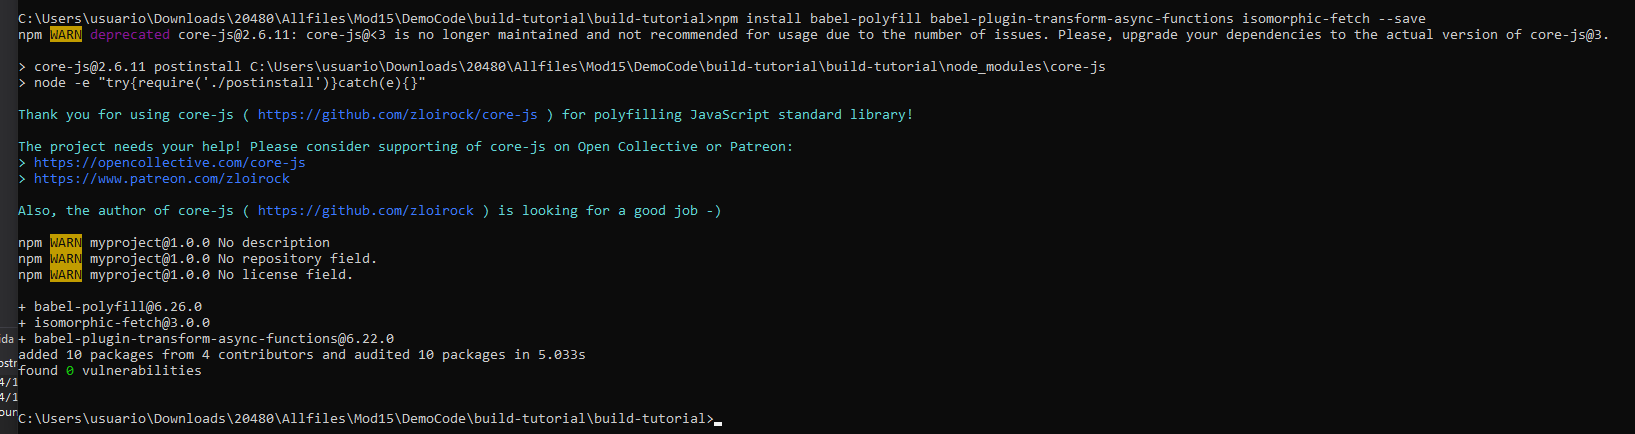 C:\Users\usuario\Downloads\20480\Allfiles\Mod15\DemoCode\build-tutorial\build-tutorial>npm install babel-polyfill babel-plugin-transform-async-functions isomorphic-fetch --save
npm WARN deprecated core-js@2.6.11: core-js@<3 is no longer maintained and not recommended for usage due to the number of issues. Please, upgrade your dependencies to the actual version of core-js@3.
> core-js@2.6.11 postinstall C:\Users\usuario\Downloads\20480\Allfiles\Mod15\DemoCode\build-tutorial\build-tutorial\node_modules\core-js
> node -e "try{require('./postinstall')}catch(e){}"
Thank you for using core-js ( https://github.com/zloirock/core-js ) for polyfilling JavaScript standard library!
The project needs your help! Please consider supporting of core-js on Open Collective or Patreon:
> https://opencollective.com/core-js
> https://www.patreon.com/zloirock
Also, the author of core-js ( https://github.com/zloirock ) is looking for a good job -)
npm WARN myproject@1.0.0 No description
npm WARN myproject@1.0.0 No repository field.
npm WARN myproject@1.0.0 No license field.
+ babel-polyfill@6.26.0
+ isomorphic-fetch@3.0.0
ida
+ babel-plugin-transform-async-functions@6.22.0
added 10 packages from 4 contributors and audited 10 packages in 5.033s
ostr
found 0 vulnerabilities
4/1
4/1
oun
C:\Users\usuario\Downloads\20480\Allfiles\Mod15\DemoCode\build-tutorial\build-tutorial>